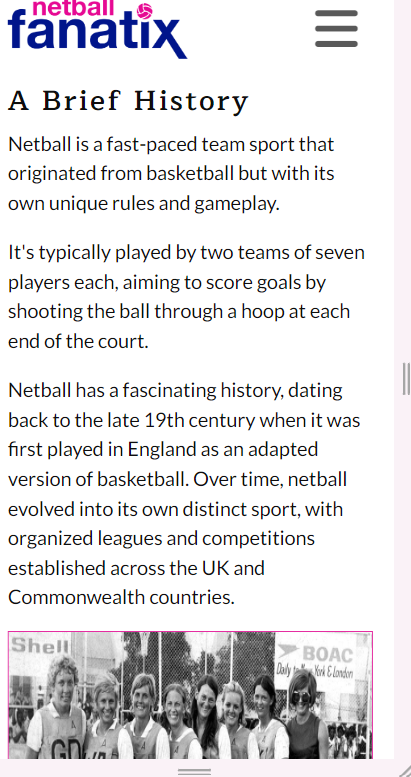 netball
fanatix
A Brief History
Netball is a fast-paced team sport that
originated from basketball but with its
own unique rules and gameplay.
It's typically played by two teams of seven
players each, aiming to score goals by
shooting the ball through a hoop at each
end of the court.
Netball has a fascinating history, dating
back to the late 19th century when it was
first played in England as an adapted
version of basketball. Over time, netball
evolved into its own distinct sport, with
organized leagues and competitions
established across the UK and
Commonwealth countries.
Shell
BOAC
Daily to New York & London
A
A
A
A
A
GD